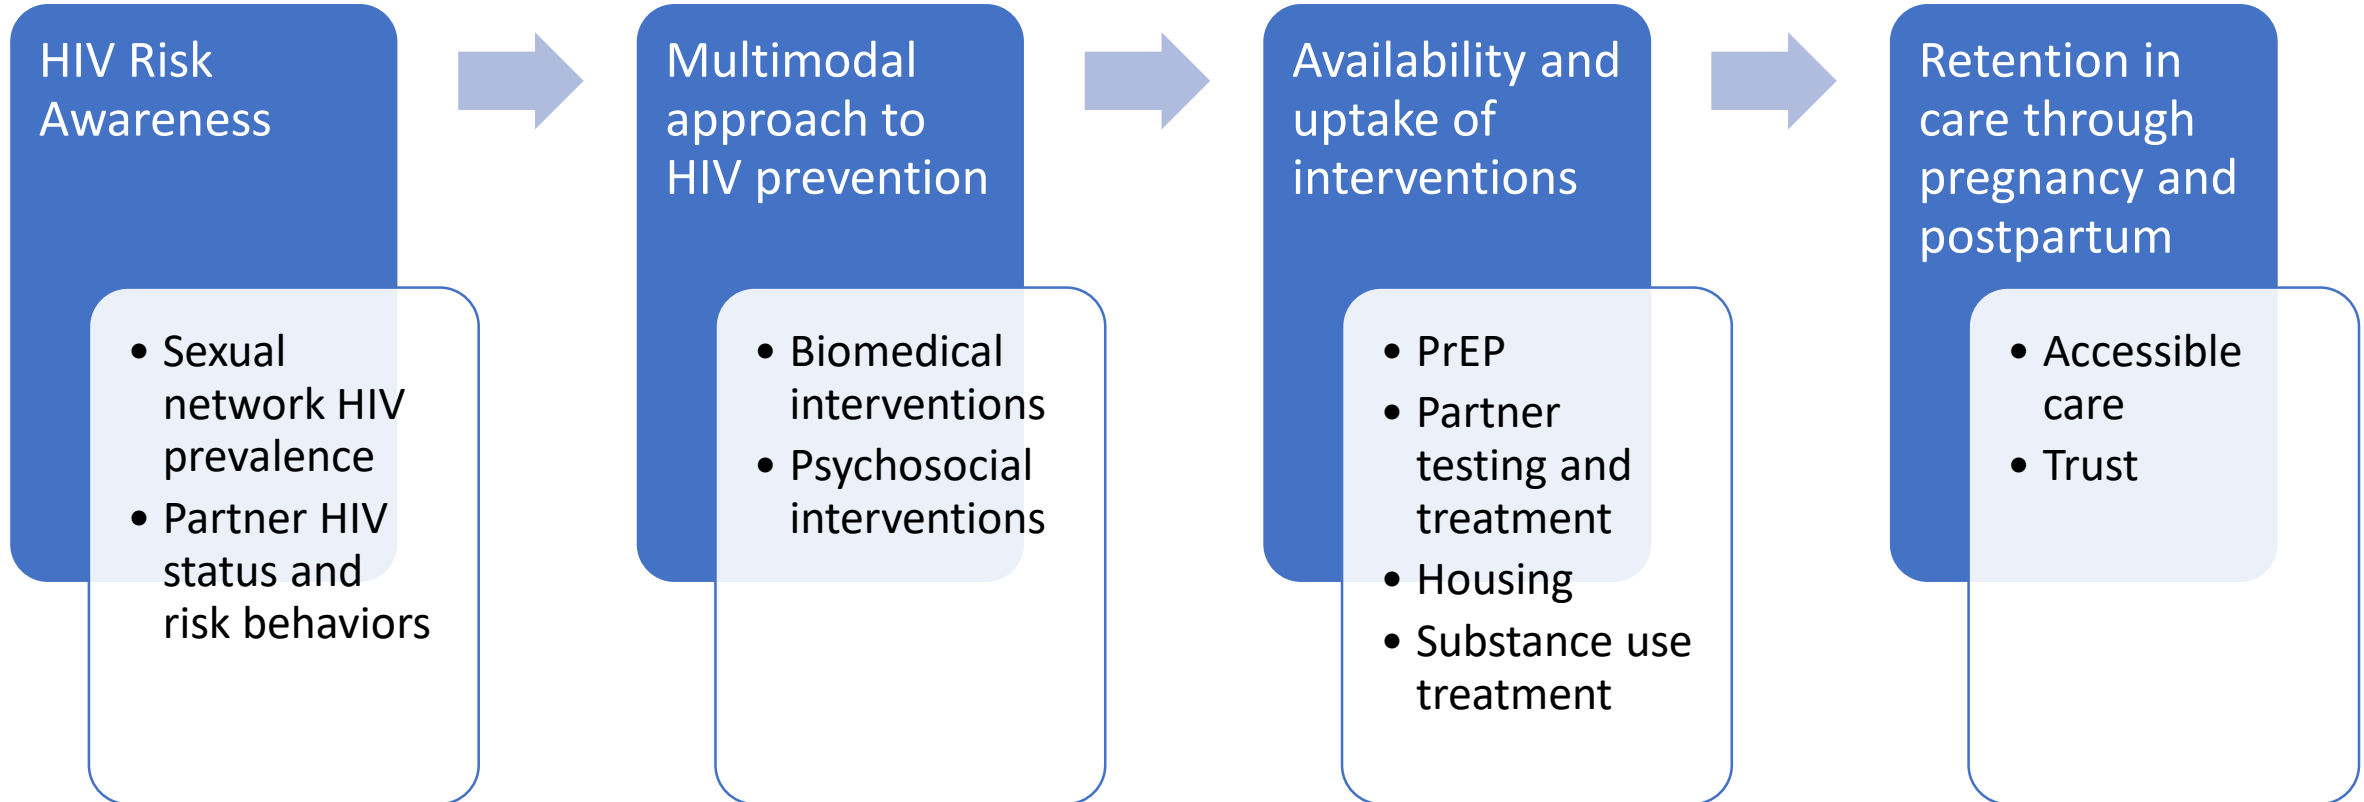 HIV Risk
Awareness
• Sexual
network HIV
prevalence
• Partner HIV
status and
risk behaviors
Multimodal
approach to
HIV prevention
• Biomedical
interventions
• Psychosocial
interventions
Availability and
uptake of
interventions
• PrEP
• Partner
testing and
treatment
• Housing
• Substance use
treatment
Retention in
care through
pregnancy and
postpartum
• Accessible
care
• Trust